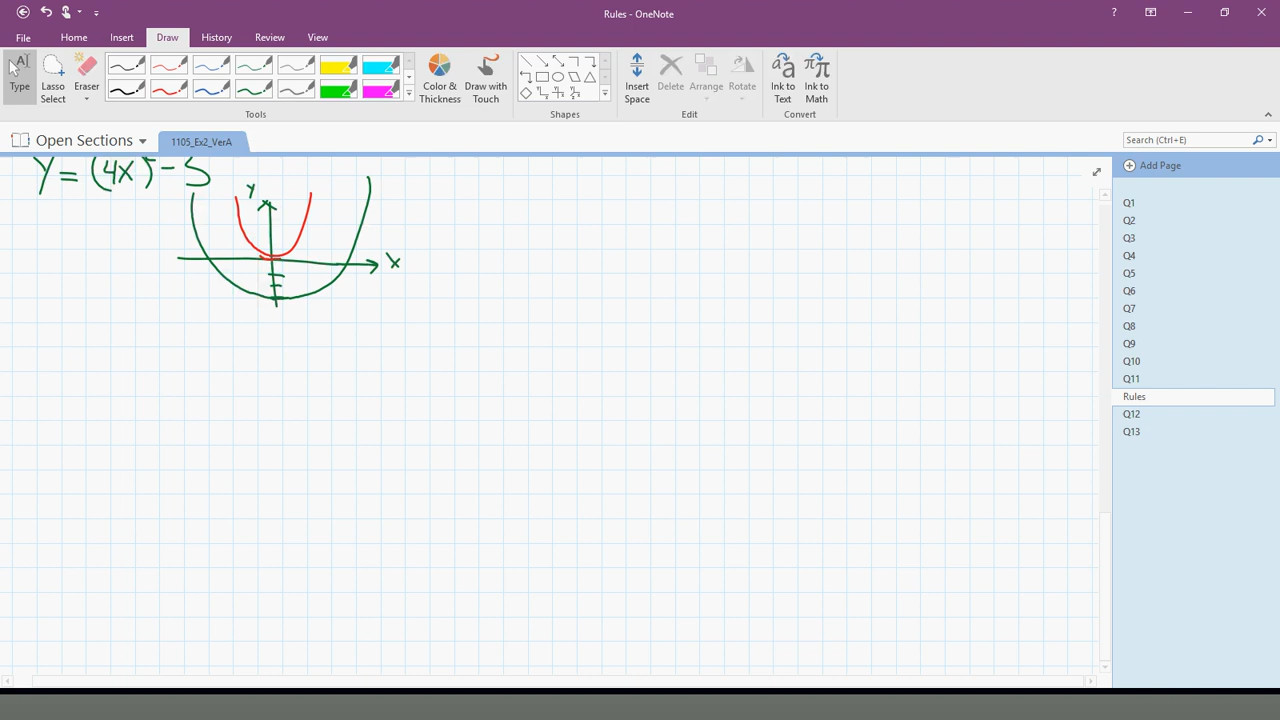 Rules - OneNote
?
File Home Insert Draw History Review View
Type Lasso Select Eraser Color & Thickness Draw with Touch Insert Space Delete Arrange Rotate Ink to Text Ink to Math
Tools Shapes Edit Convert
Open Sections 1105_Ex2_VerA Search (Ctrl+E)
Add Page
y = (4x) - 5
y
x
Q1
Q2
Q3
Q4
Q5
Q6
Q7
Q8
Q9
Q10
Q11
Rules
Q12
Q13